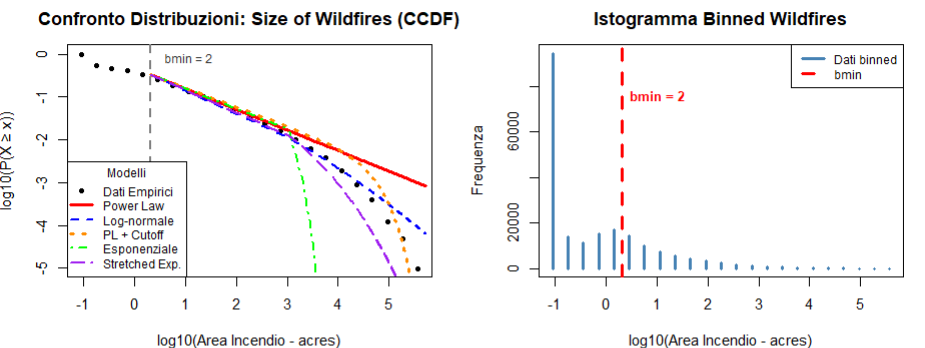 Confronto Distribuzioni: Size of Wildfires (CCDF)
log10(P(X ≥ x))
0
-1
-2
-3
-4
-5
bmin = 2
Modelli
Dati Empirici
Power Law
Log-normale
PL + Cutoff
Esponenziale
Stretched Exp.
-1 0 1 2 3 4 5
log10(Area Incendio - acres)
Istogramma Binned Wildfires
Frequenza
60000
20000
0
bmin = 2
Dati binned
bmin
-1 0 1 2 3 4 5
log10(Area Incendio - acres)